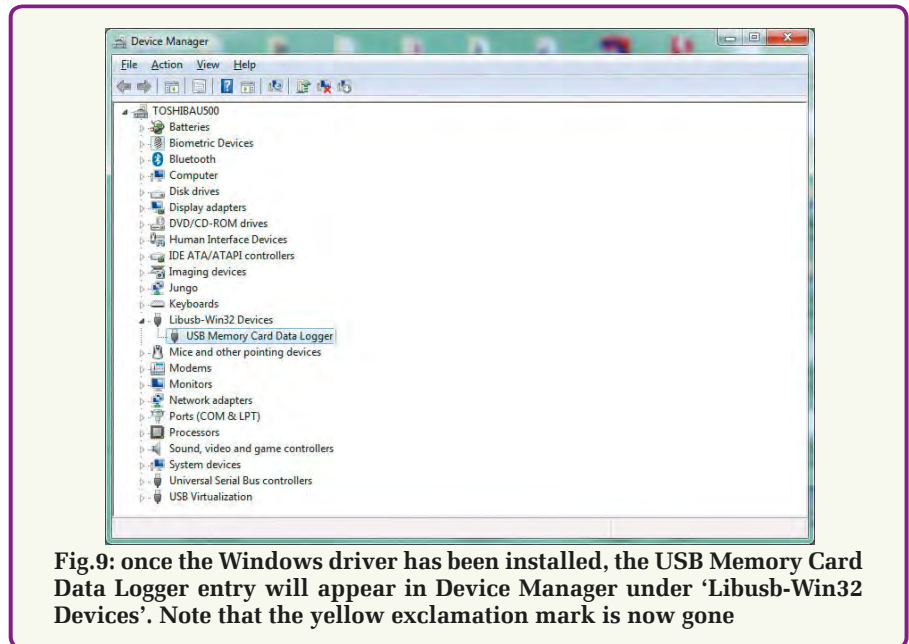 Device Manager
File Action View Help
TOSHIBAU500
Batteries
Biometric Devices
Bluetooth
Computer
Disk drives
Display adapters
DVD/CD-ROM drives
Human Interface Devices
IDE ATA/ATAPI controllers
Imaging devices
Jungo
Keyboards
Libusb-Win32 Devices
USB Memory Card Data Logger
Mice and other pointing devices
Modems
Monitors
Network adapters
Ports (COM & LPT)
Processors
Sound, video and game controllers
System devices
Universal Serial Bus controllers
USB Virtualization
Fig.9: once the Windows driver has been installed, the USB Memory Card
Data Logger entry will appear in Device Manager under ‘Libusb-Win32
Devices’. Note that the yellow exclamation mark is now gone